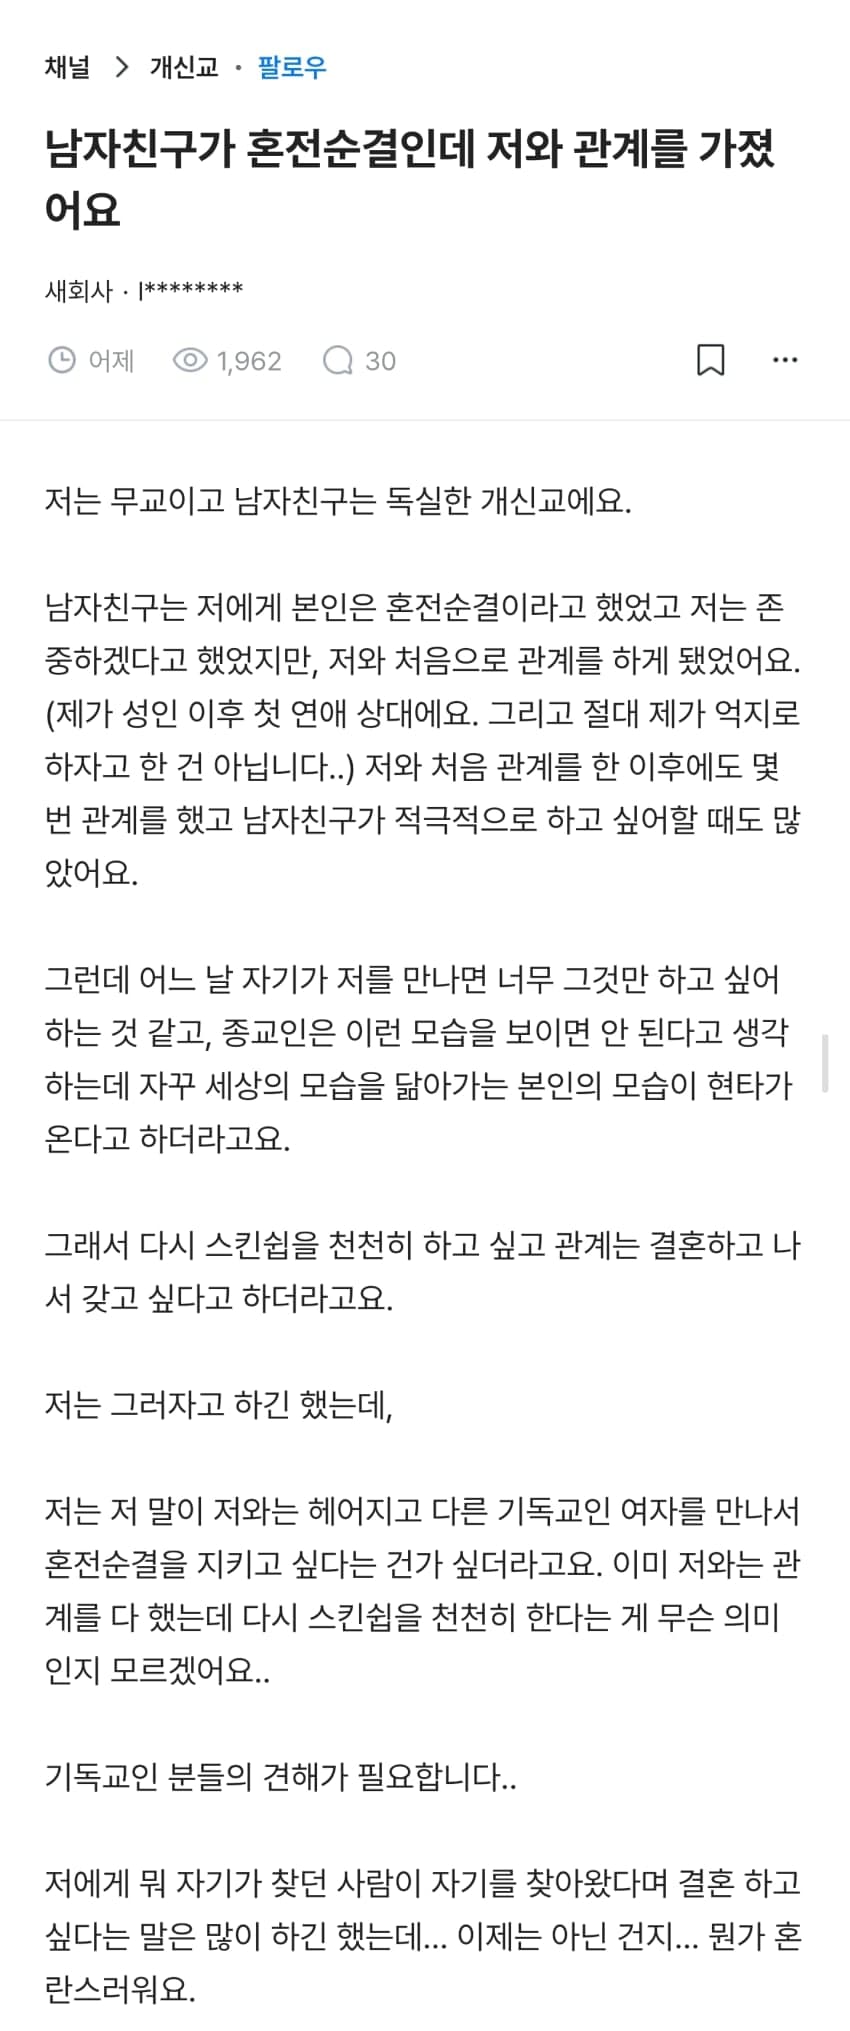 채널 > 개신교 · 팔로우
남자친구가 혼전순결인데 저와 관계를 가졌
어요
새회사 · l********
어제 1,962 30
저는 무교이고 남자친구는 독실한 개신교에요.
남자친구는 저에게 본인은 혼전순결이라고 했었고 저는 존
중하겠다고 했었지만, 저와 처음으로 관계를 하게 됐었어요.
(제가 성인 이후 첫 연애 상대에요. 그리고 절대 제가 억지로
하자고 한 건 아닙니다..) 저와 처음 관계를 한 이후에도 몇
번 관계를 했고 남자친구가 적극적으로 하고 싶어할 때도 많
았어요.
그런데 어느 날 자기가 저를 만나면 너무 그것만 하고 싶어
하는 것 같고, 종교인은 이런 모습을 보이면 안 된다고 생각
하는데 자꾸 세상의 모습을 닮아가는 본인의 모습이 현타가
온다고 하더라고요.
그래서 다시 스킨쉽을 천천히 하고 싶고 관계는 결혼하고 나
서 갖고 싶다고 하더라고요.
저는 그러자고 하긴 했는데,
저는 저 말이 저와는 헤어지고 다른 기독교인 여자를 만나서
혼전순결을 지키고 싶다는 건가 싶더라고요. 이미 저와는 관
계를 다 했는데 다시 스킨쉽을 천천히 한다는 게 무슨 의미
인지 모르겠어요..
기독교인 분들의 견해가 필요합니다..
저에게 뭐 자기가 찾던 사람이 자기를 찾아왔다며 결혼 하고
싶다는 말은 많이 하긴 했는데... 이제는 아닌 건지... 뭔가 혼
란스러워요.